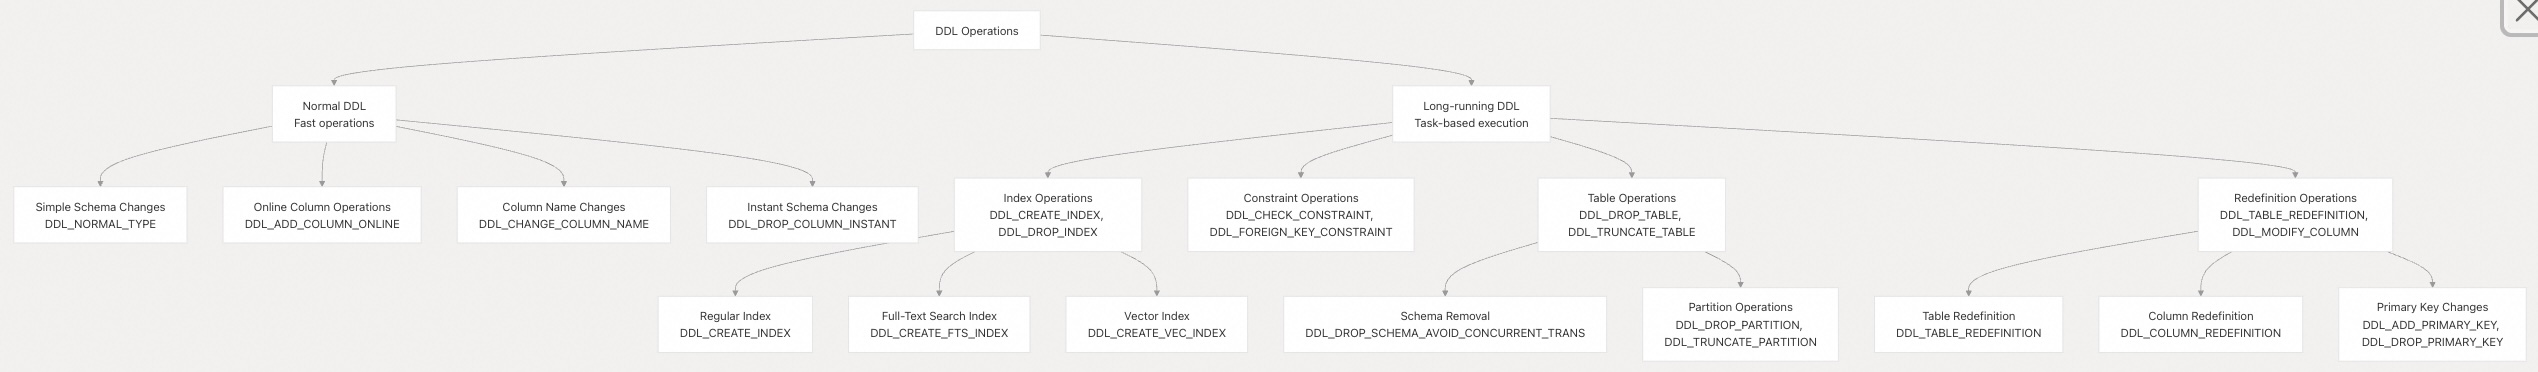 DDL Operations
Normal DDL
Fast operations
Long-running DDL
Task-based execution
Simple Schema Changes
DDL_NORMAL_TYPE
Online Column Operations
DDL_ADD_COLUMN_ONLINE
Column Name Changes
DDL_CHANGE_COLUMN_NAME
Instant Schema Changes
DDL_DROP_COLUMN_INSTANT
Index Operations
DDL_CREATE_INDEX,
DDL_DROP_INDEX
Constraint Operations
DDL_CHECK_CONSTRAINT,
DDL_FOREIGN_KEY_CONSTRAINT
Table Operations
DDL_DROP_TABLE,
DDL_TRUNCATE_TABLE
Redefinition Operations
DDL_TABLE_REDEFINITION,
DDL_MODIFY_COLUMN
Regular Index
DDL_CREATE_INDEX
Full-Text Search Index
DDL_CREATE_FTS_INDEX
Vector Index
DDL_CREATE_VEC_INDEX
Schema Removal
DDL_DROP_SCHEMA_AVOID_CONCURRENT_TRANS
Partition Operations
DDL_DROP_PARTITION,
DDL_TRUNCATE_PARTITION
Table Redefinition
DDL_TABLE_REDEFINITION
Column Redefinition
DDL_COLUMN_REDEFINITION
Primary Key Changes
DDL_ADD_PRIMARY_KEY,
DDL_DROP_PRIMARY_KEY